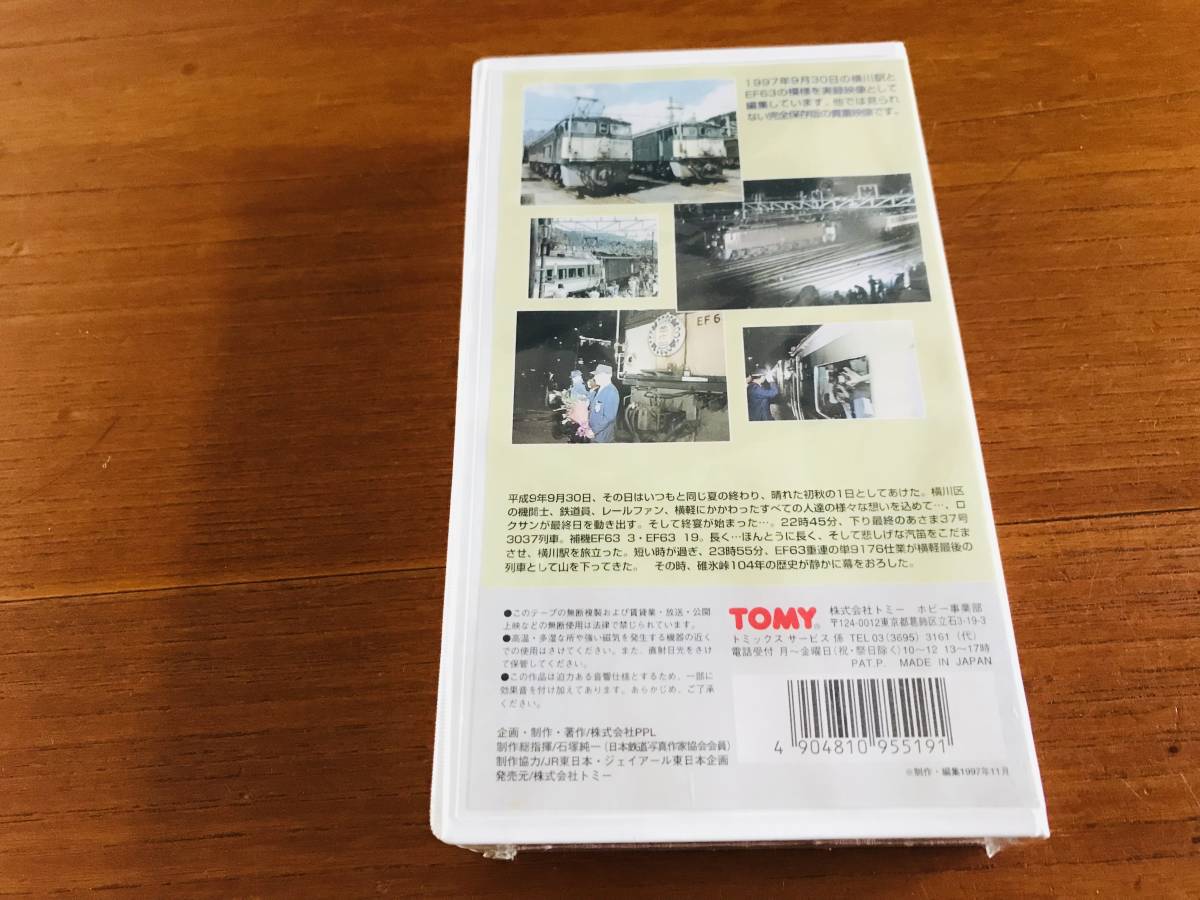 1997年9月30日の横川駅と
EF63の模様を実録映像として
編集しています。他では見られ
ない完全保存版の貴重映像です。
EF6
平成9年9月30日、その日はいつもと同じ夏の終わり、晴れた初秋の1日としてあけた。横川区
の機関士、鉄道員、レールファン、横軽にかかわったすべての人達の様々な想いを込めて…、ロ
クサンが最終日を動き出す。そして終宴が始まった…。22時45分、下り最終のあさま37号
3037列車。補機EF63 3・EF63 19。長く…ほんとうに長く、そして悲しげな汽笛をこだま
させ、横川駅を旅立った。短い時が過ぎ、23時55分、EF63重連の単9176仕業が横軽最後の
列車として山を下ってきた。 その時、碓氷峠104年の歴史が静かに幕をおろした。
●このテープの無断複製および賃貸業・放送・公開
上映などの無断使用は法律で禁じられています。
●高温・多湿な所や強い磁気を発生する機器の近く
での使用はさけてください。また、直射日光をさけ
て保管してください。
●この作品は迫力ある音響仕様とするため、一部に
効果音を付け加えてあります。あらかじめ、ご了承
ください。
企画・制作・著作/株式会社PPL
制作総指揮/石塚純一(日本鉄道写真作家協会会員)
制作協力/JR東日本・ジェイアール東日本企画
発売元/株式会社トミー
TOMY®
株式会社トミー ホビー事業部
〒124-0012東京都葛飾区立石3-19-3
トミックス サービス係 TEL03(3695)3161(代)
電話受付 月〜金曜日(祝・祭日除く)10〜12 13〜17時
PAT.P. MADE IN JAPAN
4 904810 955191
※制作・編集1997年11月